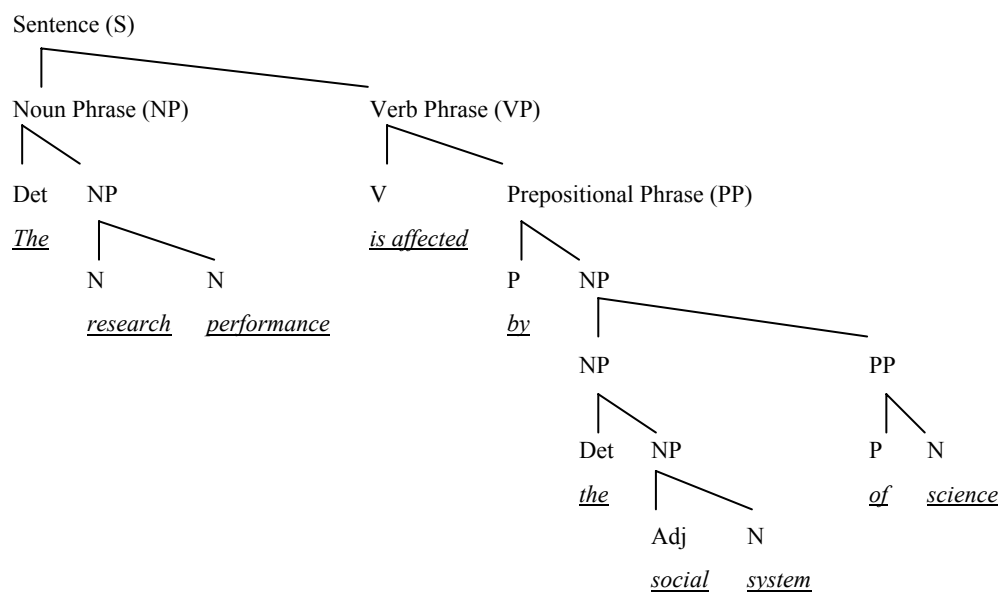 Sentence (S)
Noun Phrase (NP) Verb Phrase (VP)
Det NP V Prepositional Phrase (PP)
The is affected
N N P NP
research performance by
NP PP
Det NP P N
the of science
Adj N
social system